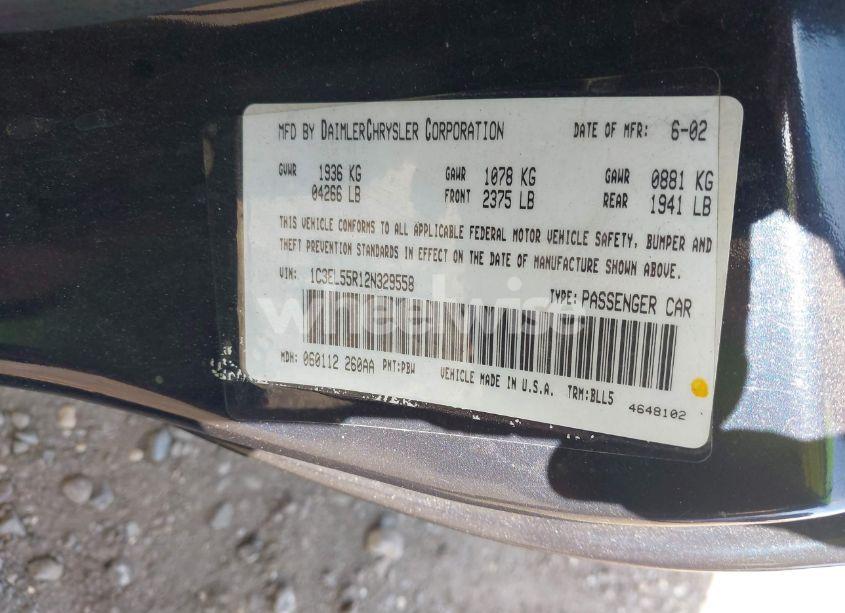 MFD BY DAIMLERCHRYSLER CORPORATION DATE OF MFR: 6-02
GVWR 1936 KG GAWR 1078 KG GAWR 0881 KG
04266 LB FRONT 2375 LB REAR 1941 LB
THIS VEHICLE CONFORMS TO ALL APPLICABLE FEDERAL MOTOR VEHICLE SAFETY, BUMPER AND
THEFT PREVENTION STANDARDS IN EFFECT ON THE DATE OF MANUFACTURE SHOWN ABOVE.
VIN: 1C3EL55R12N329558 TYPE: PASSENGER CAR
wheelwise
MDH: 060112 260AA PNT:PBW VEHICLE MADE IN U.S.A. TRM:BLL5 4648102